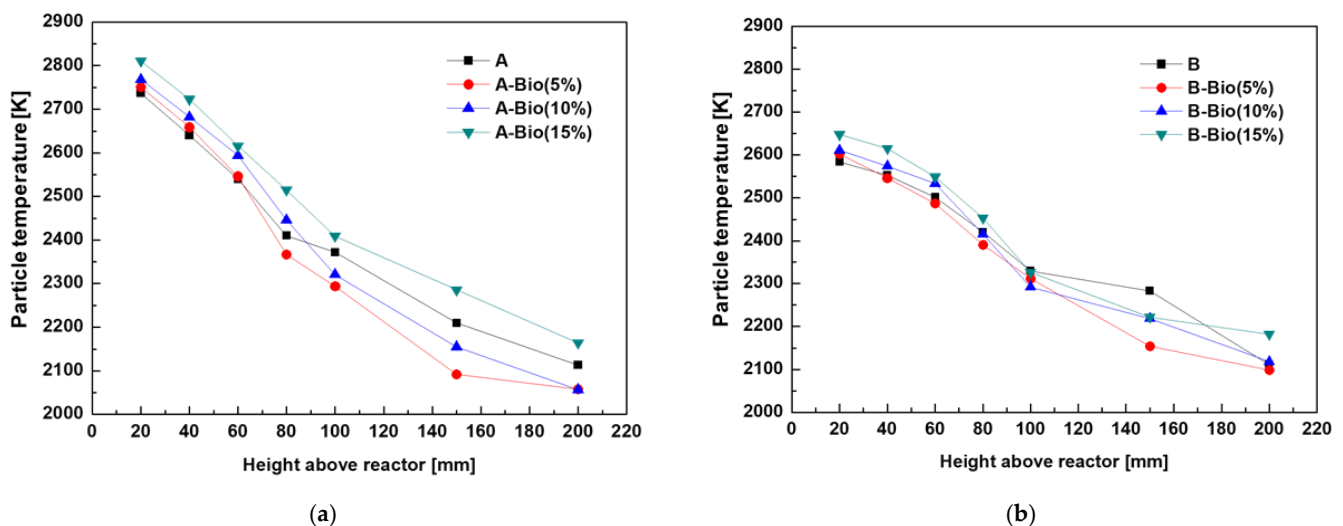 2900
2800
2700
2600
2500
2400
2300
2200
2100
2000
Particle temperature [K]
A
A-Bio(5%)
A-Bio(10%)
A-Bio(15%)
0 20 40 60 80 100 120 140 160 180 200 220
Height above reactor [mm]
(a)
2900
2800
2700
2600
2500
2400
2300
2200
2100
2000
Particle temperature [K]
B
B-Bio(5%)
B-Bio(10%)
B-Bio(15%)
0 20 40 60 80 100 120 140 160 180 200 220
Height above reactor [mm]
(b)